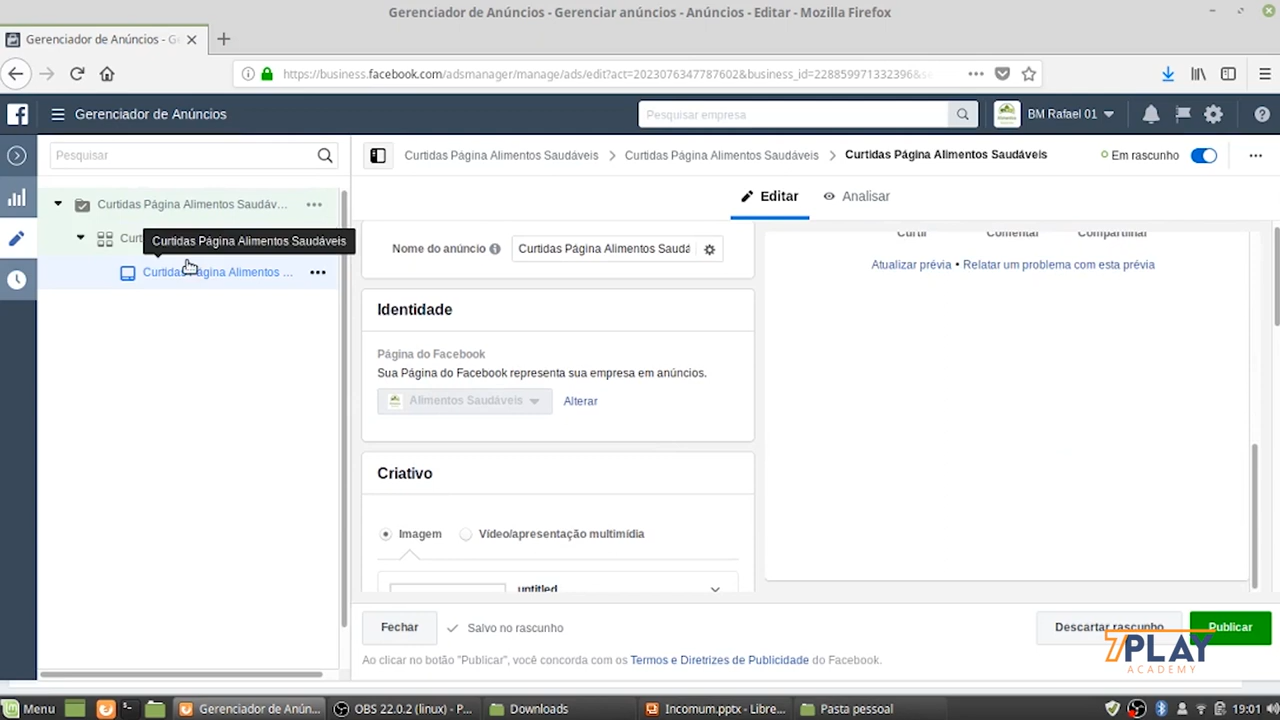 Gerenciador de Anúncios - Gerenciar anúncios - Anúncios - Editar - Mozilla Firefox
Gerenciador de Anúncios - G
https://business.facebook.com/adsmanager/manage/ads/edit?act=2023076347787602&business_id=228859971332396&se
Gerenciador de Anúncios
Pesquisar empresa
BM Rafael 01
Pesquisar
Curtidas Página Alimentos Saudáveis
Curtidas Página Alimentos Saudáveis
Curtidas Página Alimentos Saudáveis
Em rascunho
Editar
Analisar
Curtidas Página Alimentos Saudáv...
Curt
Curtidas Página Alimentos Saudáveis
Curtidas Página Alimentos ...
Nome do anúncio
Curtidas Página Alimentos Saudá
Curtir
Comentar
Compartilhar
Atualizar prévia • Relatar um problema com esta prévia
Identidade
Página do Facebook
Sua Página do Facebook representa sua empresa em anúncios.
Alimentos Saudáveis
Alterar
Criativo
Imagem
Vídeo/apresentação multimídia
untitled
Fechar
Salvo no rascunho
Descartar rascunho
Publicar
Ao clicar no botão "Publicar", você concorda com os Termos e Diretrizes de Publicidade do Facebook.
7PLAY
ACADEMY
Menu
Gerenciador de Anún...
OBS 22.0.2 (linux) - P...
Downloads
Incomum.pptx - Libre...
Pasta pessoal
19:01